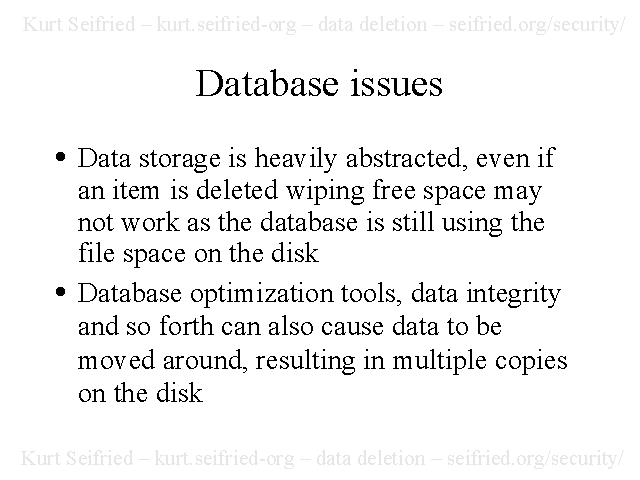 Kurt Seifried – kurt.seifried-org – data deletion – seifried.org/security/
Database issues
• Data storage is heavily abstracted, even if
an item is deleted wiping free space may
not work as the database is still using the
file space on the disk
• Database optimization tools, data integrity
and so forth can also cause data to be
moved around, resulting in multiple copies
on the disk
Kurt Seifried – kurt.seifried-org – data deletion – seifried.org/security/